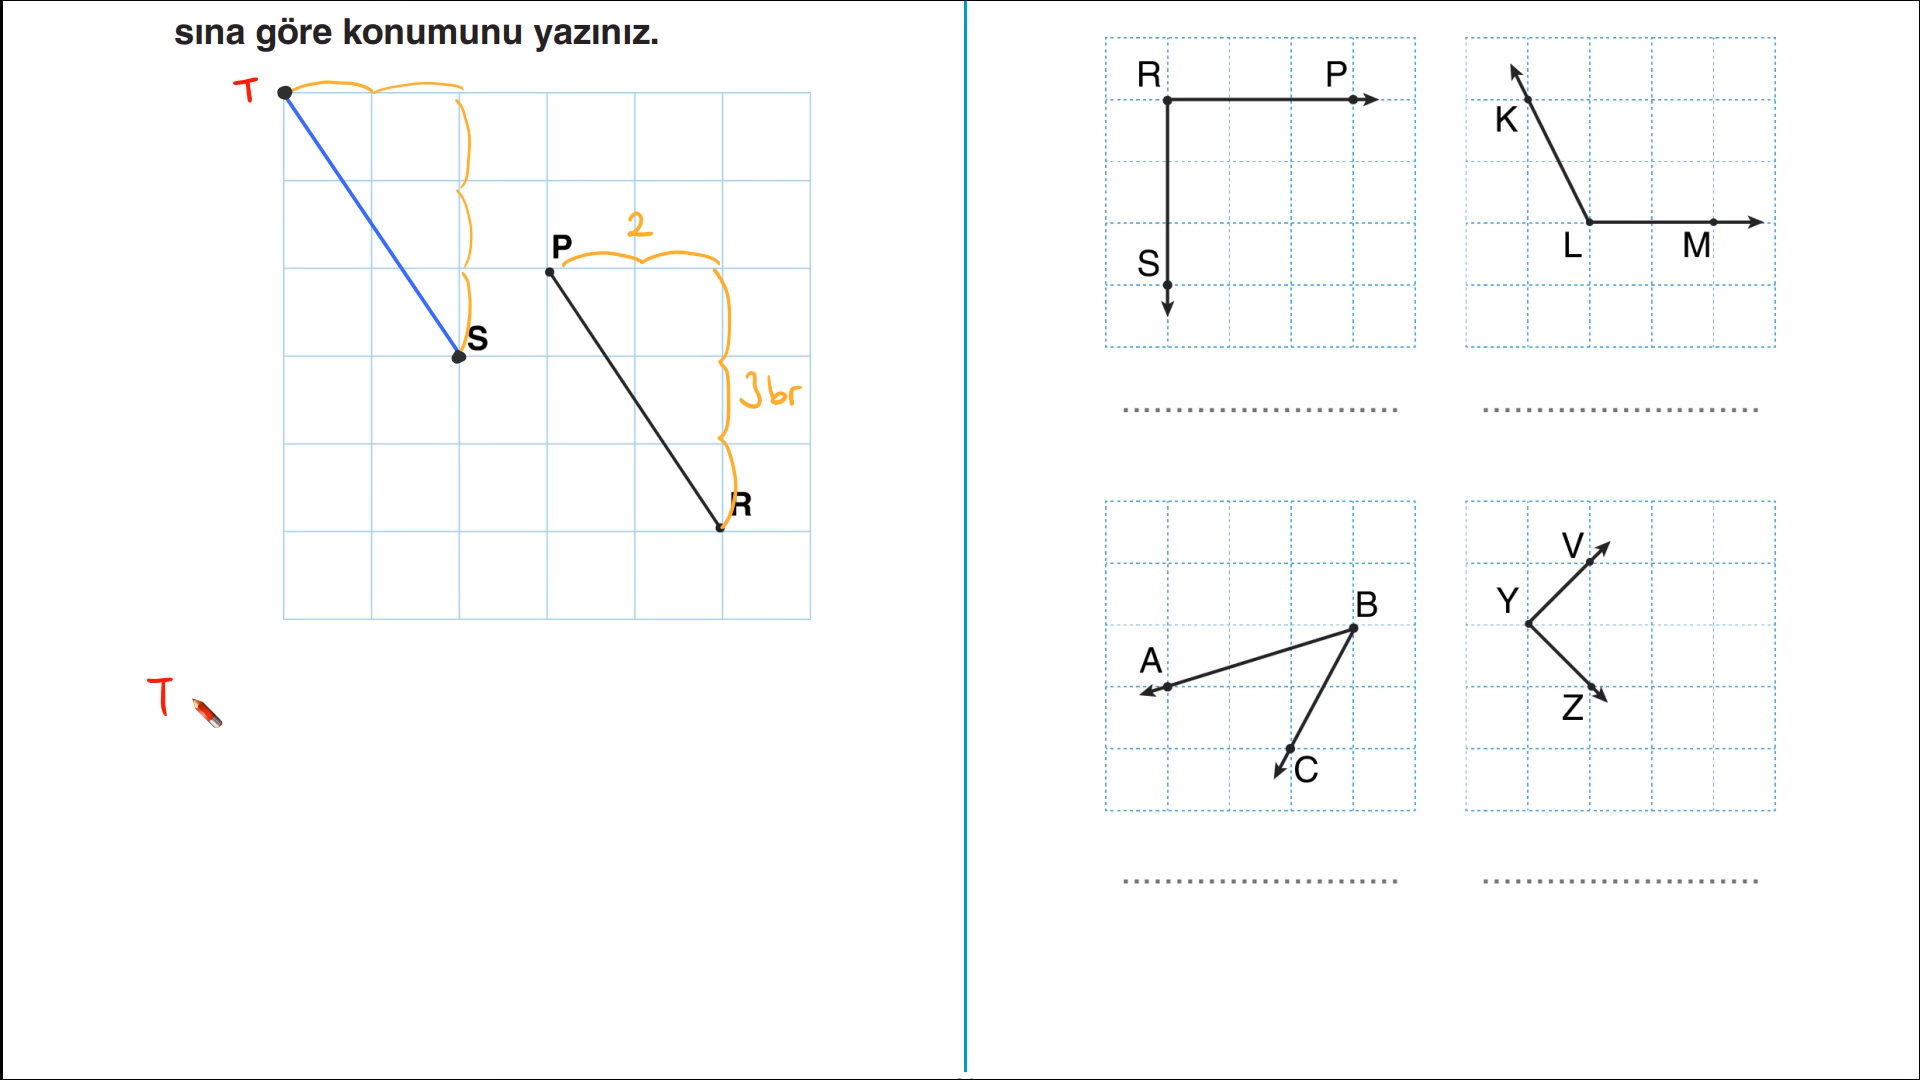 sına göre konumunu yazınız.
T
2
P
S
3br
R
T
R
P
S
K
L
M
..........................
..........................
B
A
C
V
Y
Z
..........................
..........................